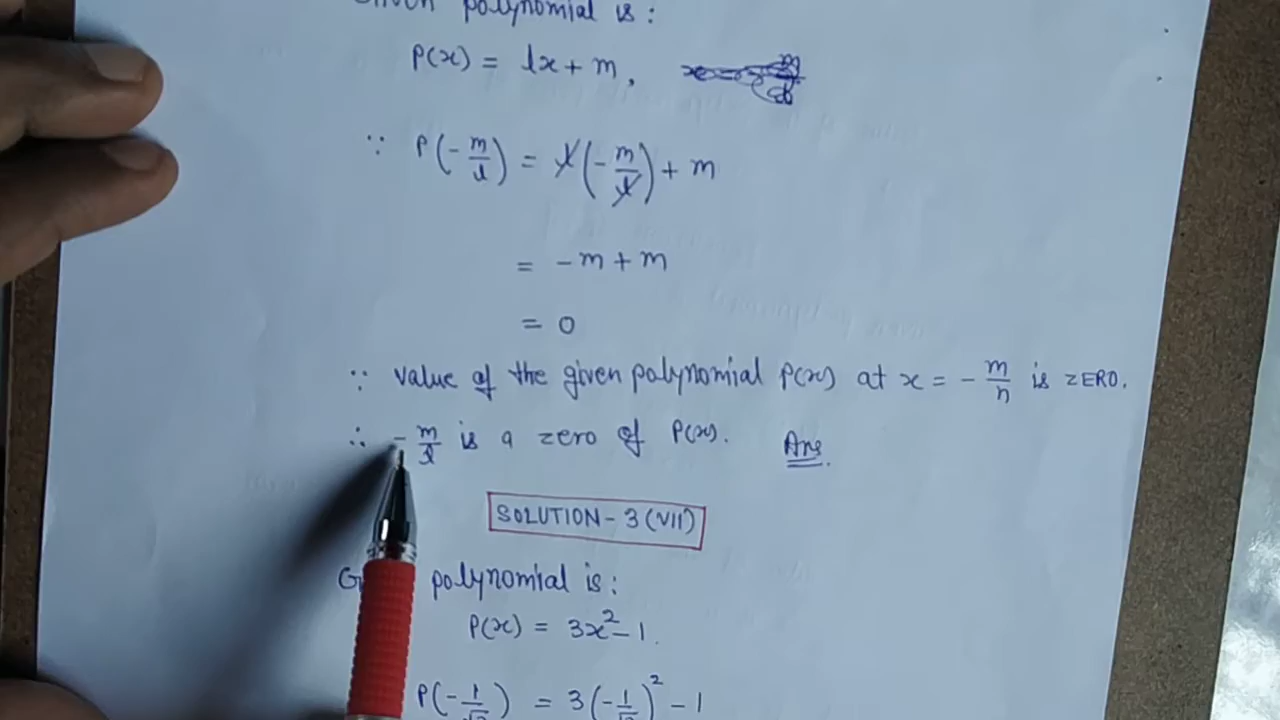 Given polynomial is:
P(x) = lx + m,
∵ P(-m/l) = l(-m/l) + m
= -m + m
= 0
∵ value of the given polynomial P(x) at x = -m/n is ZERO.
∴ -m/l is a zero of P(x). Ans.
SOLUTION - 3 (VII)
polynomial is:
P(x) = 3x² - 1.
P(-1/√3) = 3(-1/√3)² - 1